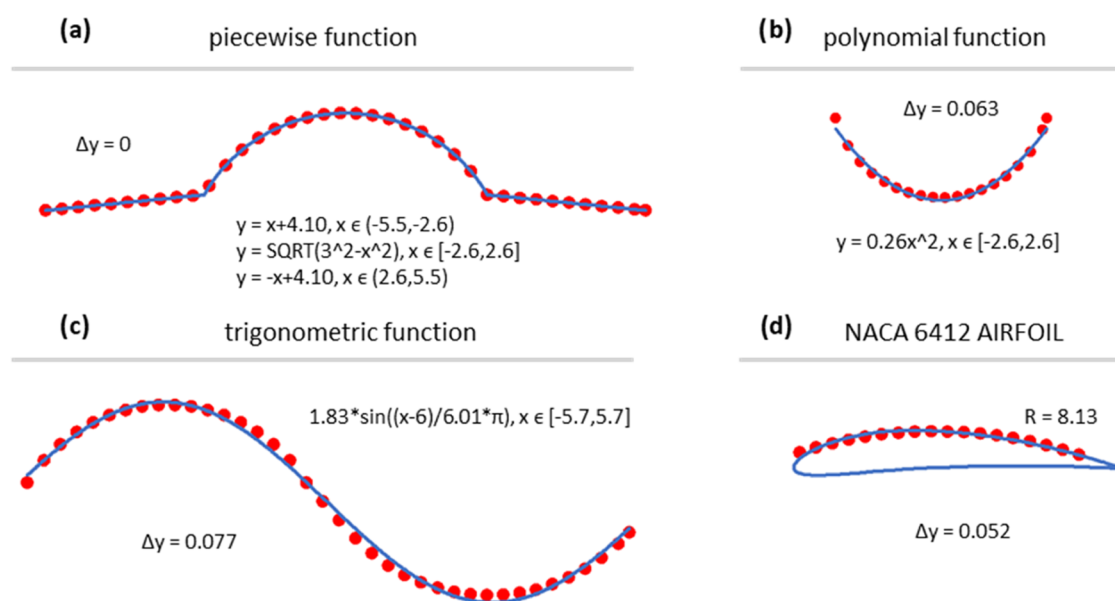 (a)
piecewise function
Δy = 0
y = x+4.10, x ϵ (-5.5,-2.6)
y = SQRT(3^2-x^2), x ϵ [-2.6,2.6]
y = -x+4.10, x ϵ (2.6,5.5)
(b)
polynomial function
Δy = 0.063
y = 0.26x^2, x ϵ [-2.6,2.6]
(c)
trigonometric function
1.83*sin((x-6)/6.01*π), x ϵ [-5.7,5.7]
Δy = 0.077
(d)
NACA 6412 AIRFOIL
R = 8.13
Δy = 0.052